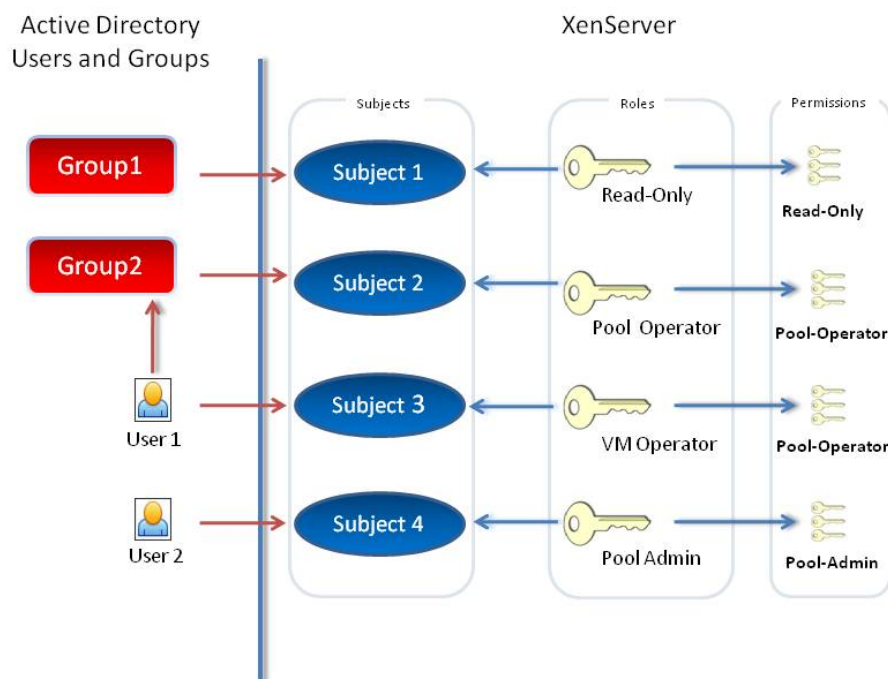 Active Directory
Users and Groups
XenServer
Subjects
Roles
Permissions
Group1
Subject 1
Read-Only
Read-Only
Group2
Subject 2
Pool Operator
Pool-Operator
User 1
Subject 3
VM Operator
Pool-Operator
User 2
Subject 4
Pool Admin
Pool-Admin